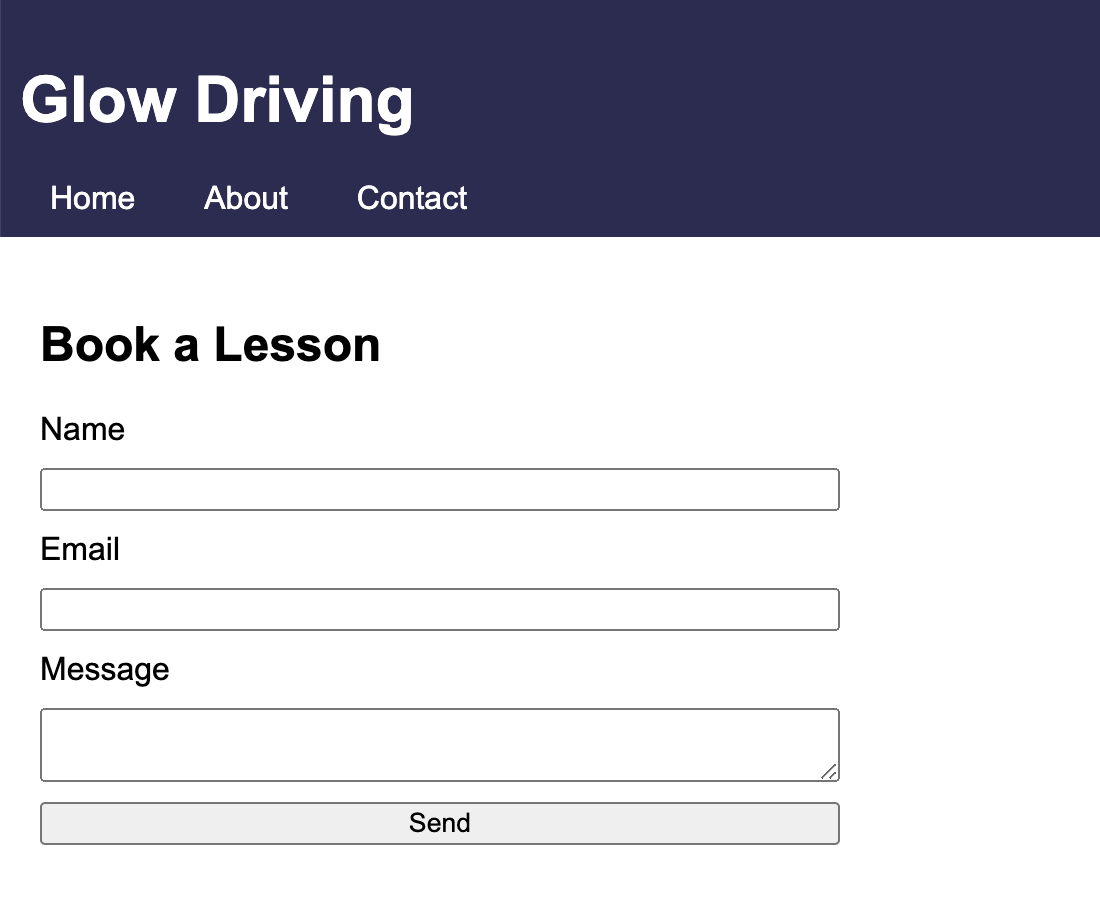 Glow Driving
Home About Contact
Book a Lesson
Name
Email
Message
Send